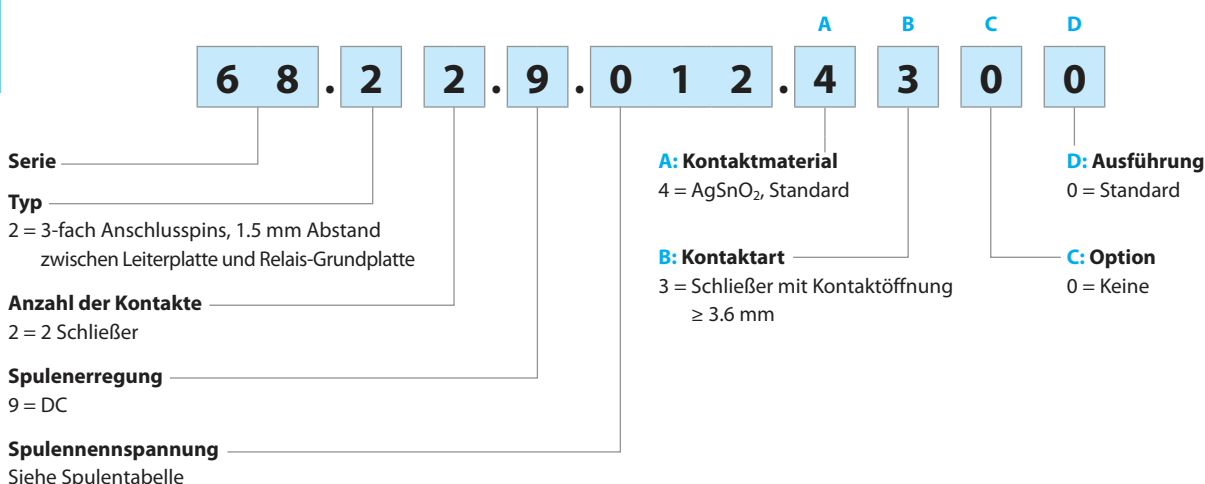 A B C D
6 8 . 2 2 . 9 . 0 1 2 . 4 3 0 0
Serie
Typ
2 = 3-fach Anschlusspins, 1.5 mm Abstand
zwischen Leiterplatte und Relais-Grundplatte
Anzahl der Kontakte
2 = 2 Schließer
Spulenerregung
9 = DC
Spulennennspannung
Siehe Spulentabelle
A: Kontaktmaterial
4 = AgSnO₂, Standard
B: Kontaktart
3 = Schließer mit Kontaktöffnung
≥ 3.6 mm
D: Ausführung
0 = Standard
C: Option
0 = Keine